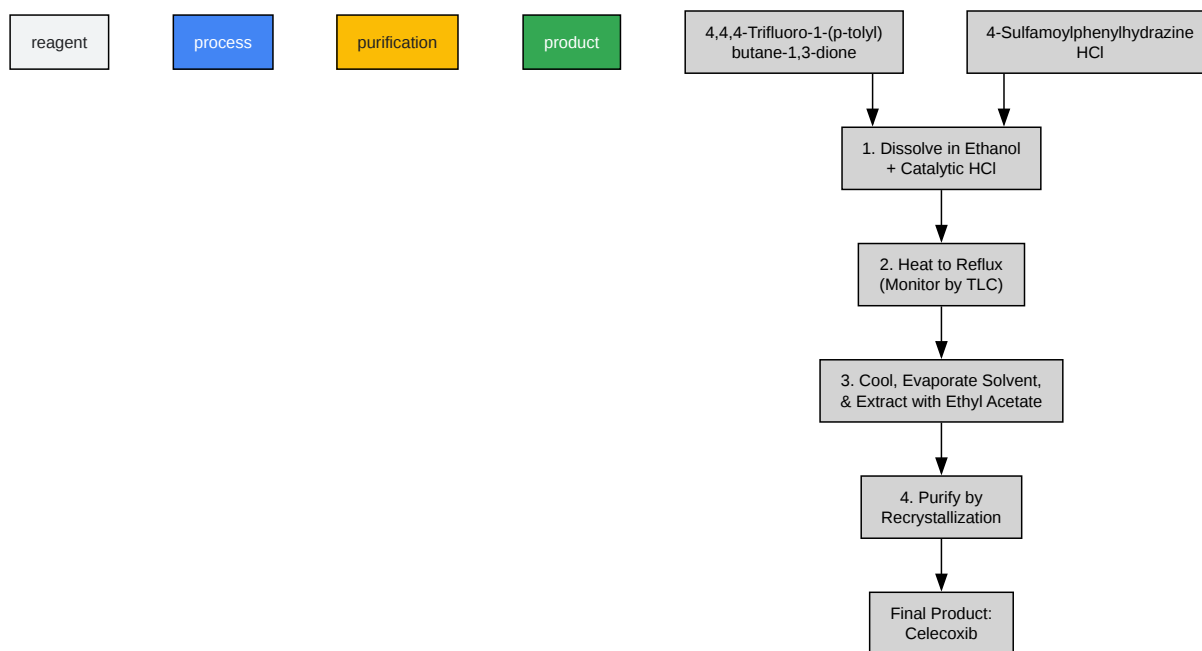 reagent
process
purification
product
4,4,4-Trifluoro-1-(p-tolyl)
butane-1,3-dione
4-Sulfamoylphenylhydrazine
HCl
1. Dissolve in Ethanol
+ Catalytic HCl
2. Heat to Reflux
(Monitor by TLC)
3. Cool, Evaporate Solvent,
& Extract with Ethyl Acetate
4. Purify by
Recrystallization
Final Product:
Celecoxib